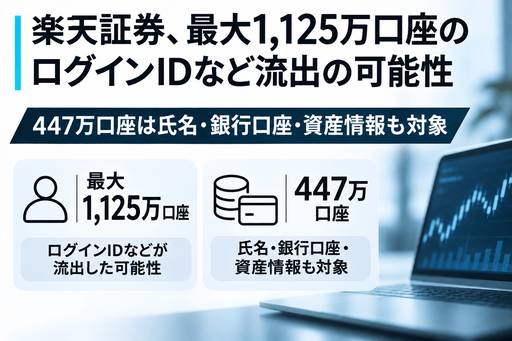 楽天証券、最大1,125万口座の
ログインIDなど流出の可能性
447万口座は氏名・銀行口座・資産情報も対象
最大
1,125万口座
ログインIDなどが
流出した可能性
447万
口座
氏名・銀行口座・
資産情報も対象